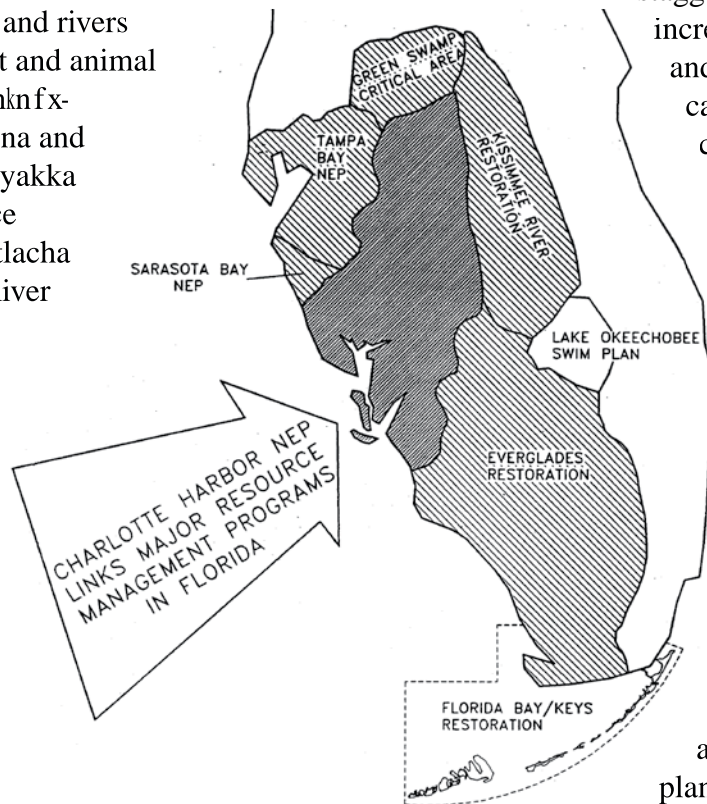 and rivers
t and animal
na and
yakka
ce
tlacha
iver
incre
and
ca
c
GREEN SWAMP
CRITICAL AREA
TAMPA
BAY
NEP
KISSIMMEE RIVER
RESTORATION
SARASOTA BAY
NEP
LAKE OKEECHOBEE
SWIM PLAN
EVERGLADES
RESTORATION
CHARLOTTE HARBOR NEP
LINKS MAJOR RESOURCE
MANAGEMENT PROGRAMS
IN FLORIDA
FLORIDA BAY/KEYS
RESTORATION
a
plan